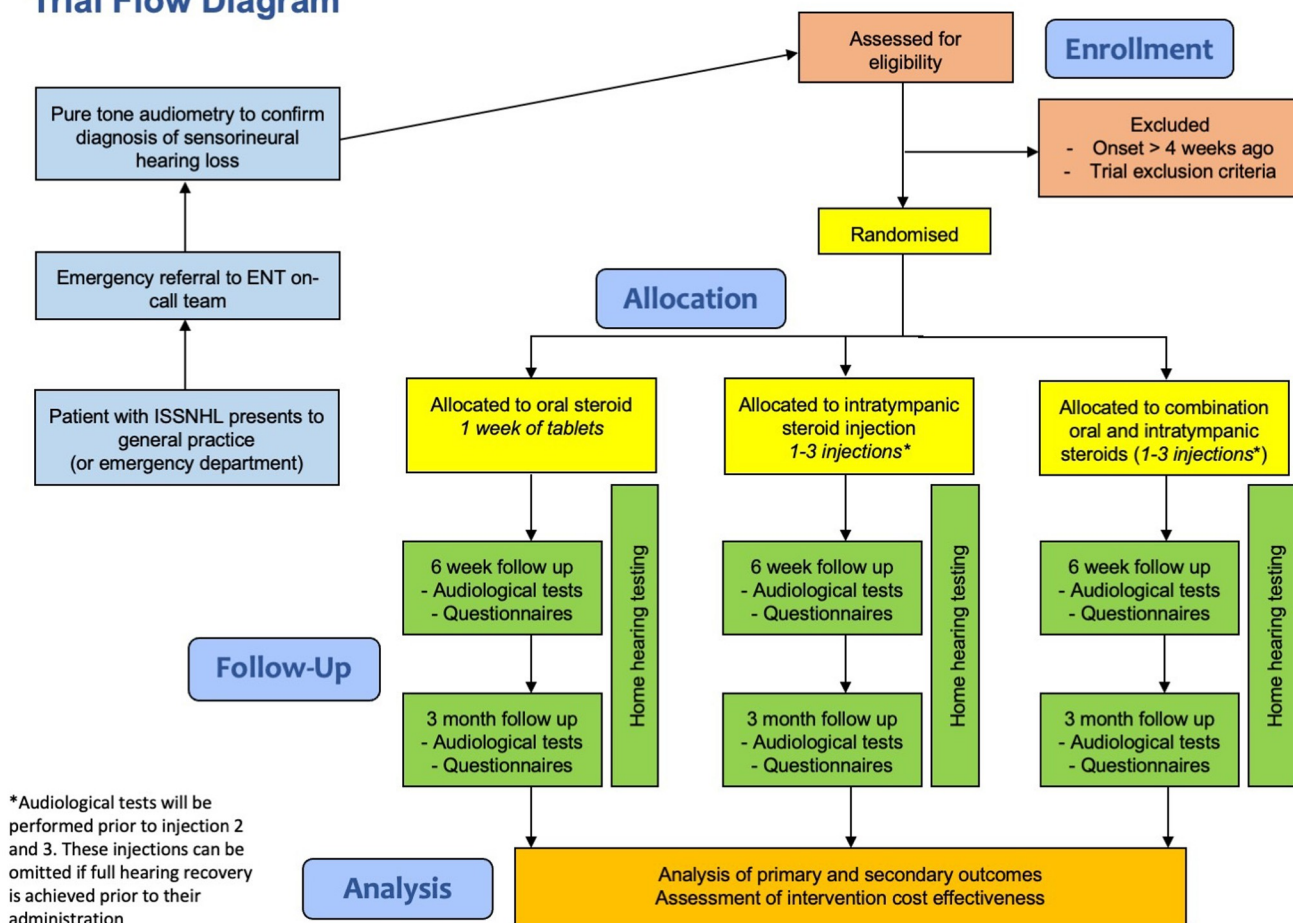 Trial Flow Diagram
Assessed for
eligibility
Enrollment
Pure tone audiometry to confirm
diagnosis of sensorineural
hearing loss
Excluded
- Onset > 4 weeks ago
- Trial exclusion criteria
Randomised
Emergency referral to ENT on-
call team
Allocation
Patient with ISSNHL presents to
general practice
(or emergency department)
Allocated to oral steroid
1 week of tablets
Allocated to intratympanic
steroid injection
1-3 injections*
Allocated to combination
oral and intratympanic
steroids (1-3 injections*)
6 week follow up
- Audiological tests
- Questionnaires
Home hearing testing
6 week follow up
- Audiological tests
- Questionnaires
Home hearing testing
6 week follow up
- Audiological tests
- Questionnaires
Home hearing testing
Follow-Up
3 month follow up
- Audiological tests
- Questionnaires
3 month follow up
- Audiological tests
- Questionnaires
3 month follow up
- Audiological tests
- Questionnaires
*Audiological tests will be
performed prior to injection 2
and 3. These injections can be
omitted if full hearing recovery
is achieved prior to their
administration
Analysis
Analysis of primary and secondary outcomes
Assessment of intervention cost effectiveness